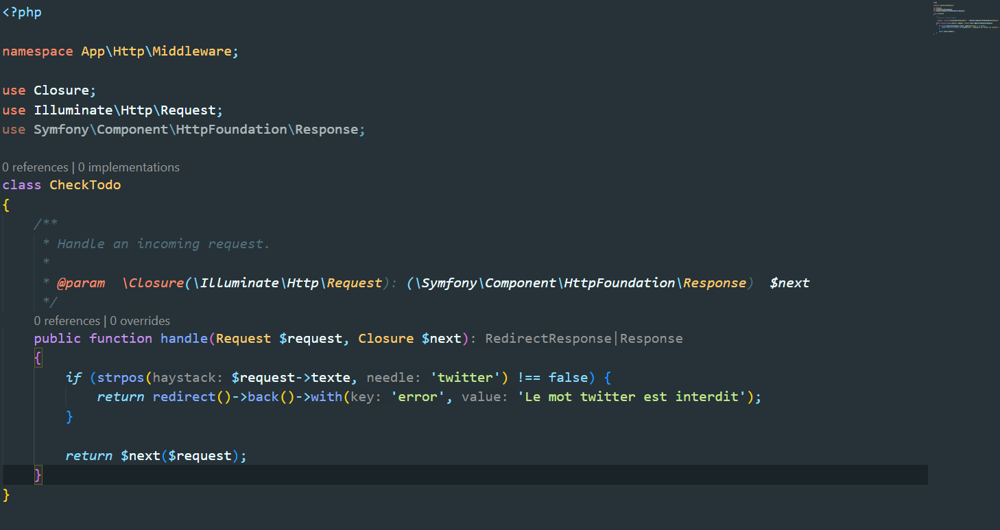 <?php
namespace App\Http\Middleware;
use Closure;
use Illuminate\Http\Request;
use Symfony\Component\HttpFoundation\Response;
0 references | 0 implementations
class CheckTodo
{
    /**
     * Handle an incoming request.
     *
     * @param  \Closure(\Illuminate\Http\Request): (\Symfony\Component\HttpFoundation\Response)  $next
     */
    0 references | 0 overrides
    public function handle(Request $request, Closure $next): RedirectResponse|Response
    {
        if (strpos(haystack: $request->texte, needle: 'twitter') !== false) {
            return redirect()->back()->with(key: 'error', value: 'Le mot twitter est interdit');
        }
        return $next($request);
    }
}